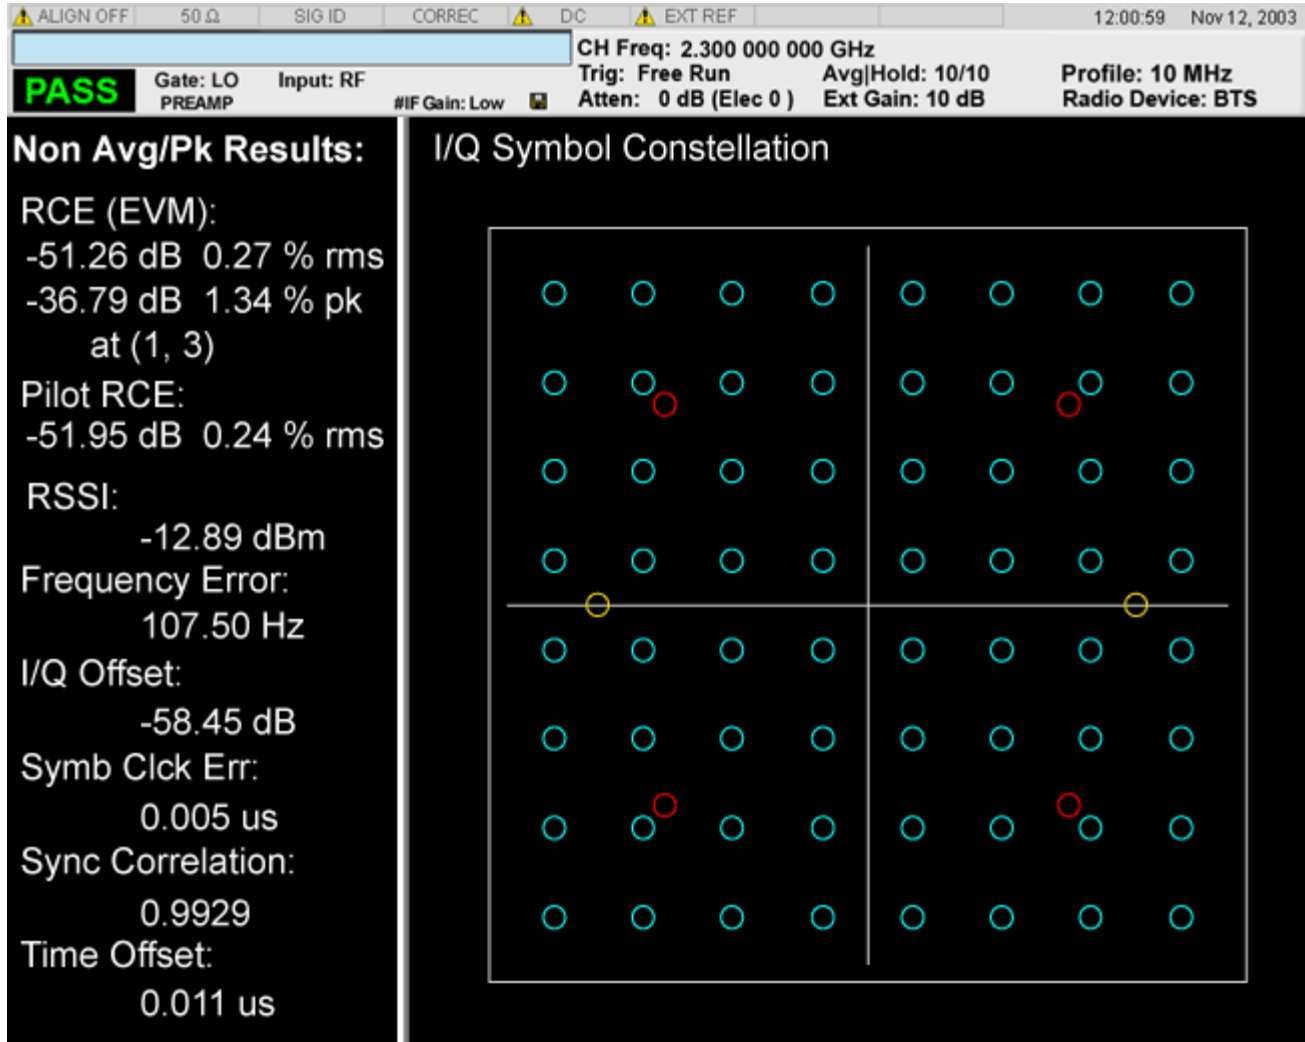 ALIGN OFF 50 Ω SIG ID CORREC DC EXT REF 12:00:59 Nov 12, 2003
CH Freq: 2.300 000 000 GHz
PASS Gate: LO Input: RF Trig: Free Run Avg|Hold: 10/10 Profile: 10 MHz
PREAMP #IF Gain: Low Atten: 0 dB (Elec 0 ) Ext Gain: 10 dB Radio Device: BTS
Non Avg/Pk Results:
RCE (EVM):
-51.26 dB 0.27 % rms
-36.79 dB 1.34 % pk
at (1, 3)
Pilot RCE:
-51.95 dB 0.24 % rms
RSSI:
-12.89 dBm
Frequency Error:
107.50 Hz
I/Q Offset:
-58.45 dB
Symb Clck Err:
0.005 us
Sync Correlation:
0.9929
Time Offset:
0.011 us
I/Q Symbol Constellation